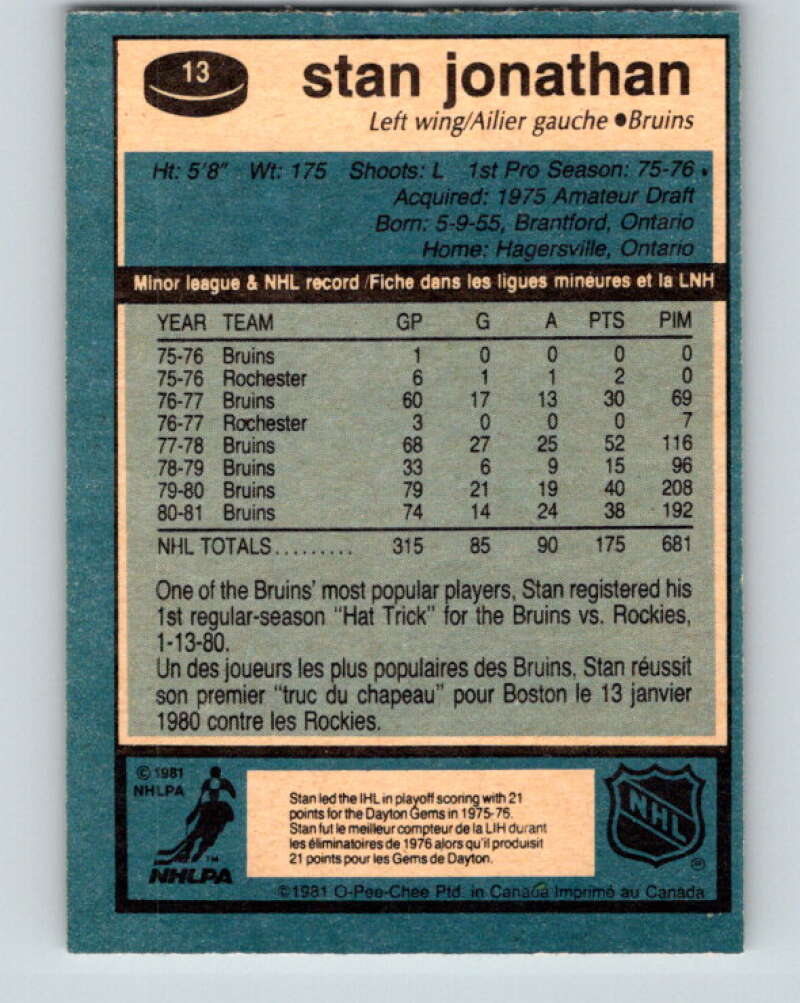 13
stan jonathan
Left wing/Ailier gauche ●Bruins
Ht: 5'8" Wt: 175 Shoots: L 1st Pro Season: 75-76
Acquired: 1975 Amateur Draft
Born: 5-9-55, Brantford, Ontario
Home: Hagersville, Ontario
Minor league & NHL record/Fiche dans les ligues mineures et la LNH
YEAR TEAM GP G A PTS PIM
75-76 Bruins 1 0 0 0 0
75-76 Rochester 6 1 1 2 0
76-77 Bruins 60 17 13 30 69
76-77 Rochester 3 0 0 0 7
77-78 Bruins 68 27 25 52 116
78-79 Bruins 33 6 9 15 96
79-80 Bruins 79 21 19 40 208
80-81 Bruins 74 14 24 38 192
NHL TOTALS......... 315 85 90 175 681
One of the Bruins' most popular players, Stan registered his
1st regular-season "Hat Trick" for the Bruins vs. Rockies,
1-13-80.
Un des joueurs les plus populaires des Bruins, Stan réussit
son premier "truc du chapeau" pour Boston le 13 janvier
1980 contre les Rockies.
© 1981
NHLPA
TM
NHLPA
Stan led the IHL in playoff scoring with 21
points for the Dayton Gems in 1975-76.
Stan fut le meilleur compteur de la LIH durant
les éliminatoires de 1976 alors qu'il produisit
21 points pour les Gems de Dayton.
NHL
®
©1981 O-Pee-Chee Ptd. in Canada Imprimé au Canada